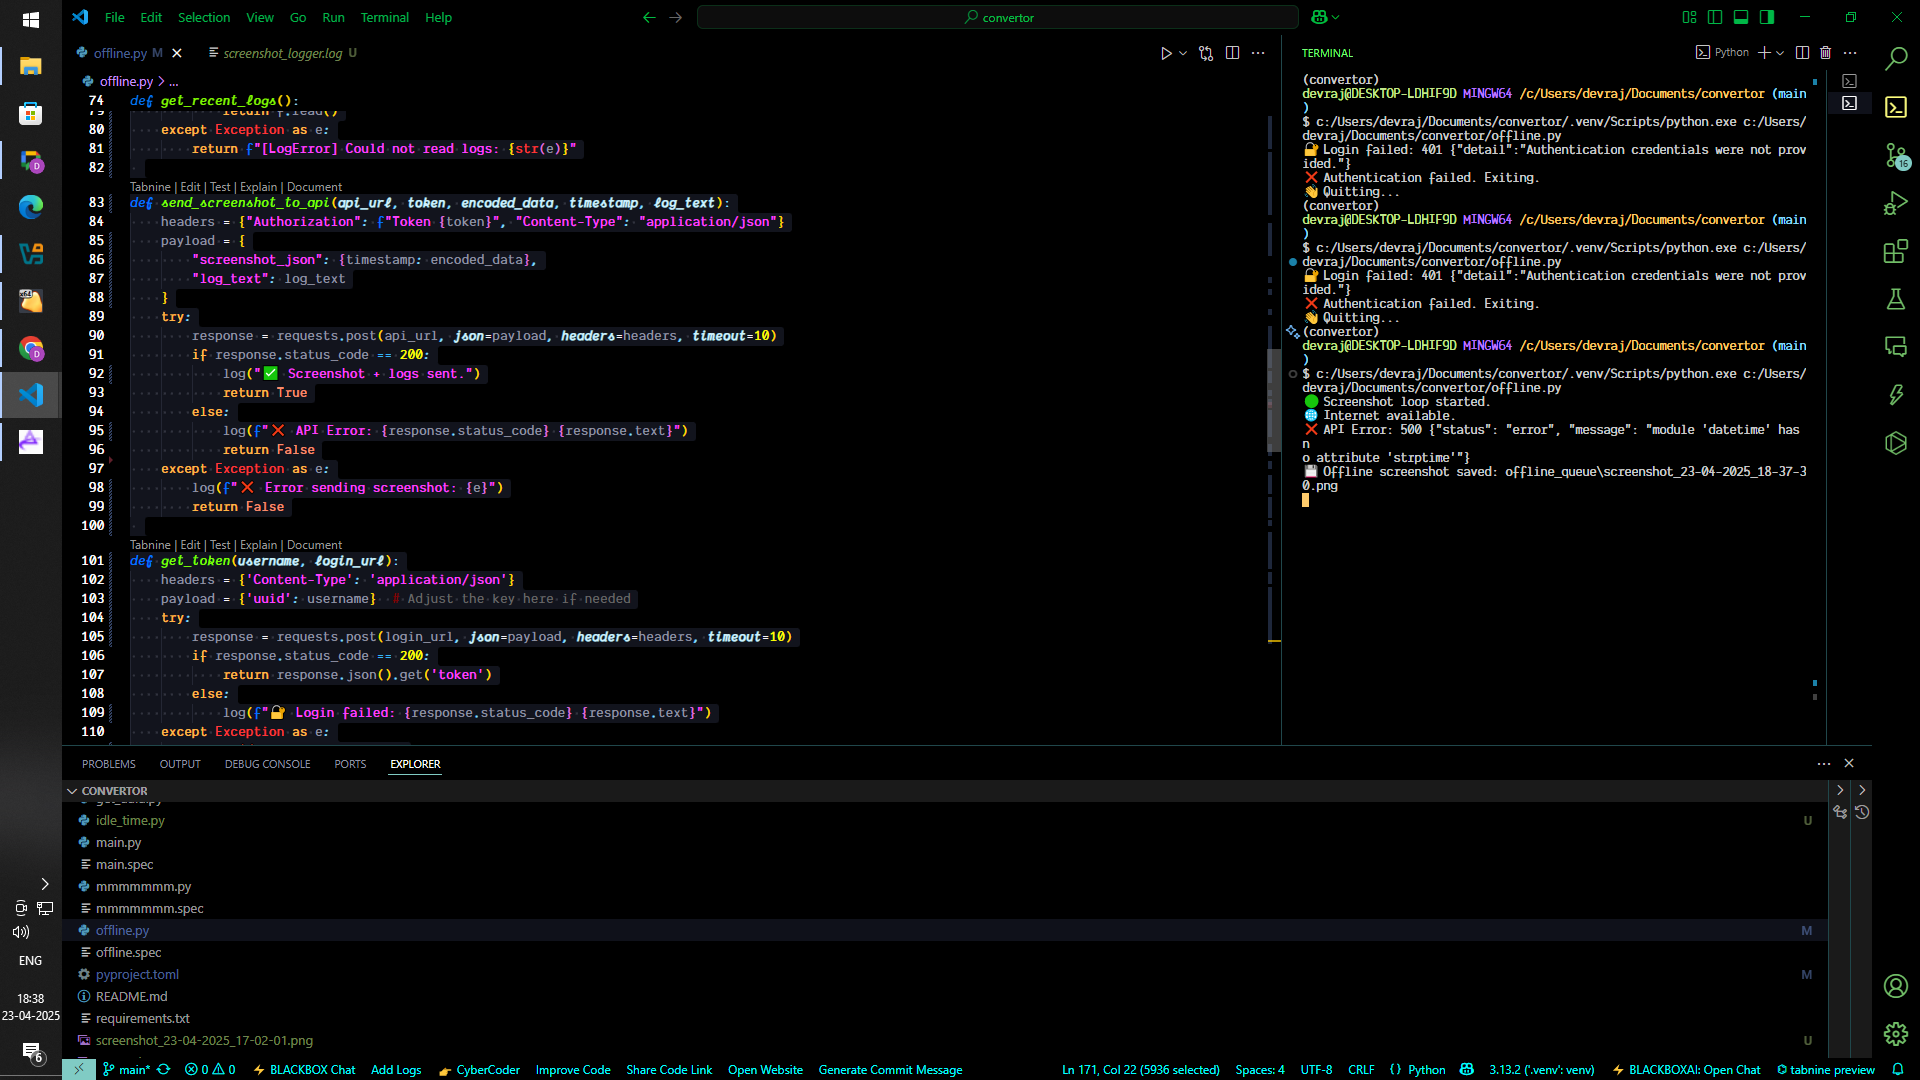 File Edit Selection View Go Run Terminal Help
convertor
offline.py M
screenshot_logger.log U
offline.py > ...
74 def get_recent_logs():
79 return f.read()
80 except Exception as e:
81 return f"[LogError] Could not read logs: {str(e)}"
82
Tabnine | Edit | Test | Explain | Document
83 def send_screenshot_to_api(api_url, token, encoded_data, timestamp, log_text):
84 headers = {"Authorization": f"Token {token}", "Content-Type": "application/json"}
85 payload = {
86 "screenshot_json": {timestamp: encoded_data},
87 "log_text": log_text
88 }
89 try:
90 response = requests.post(api_url, json=payload, headers=headers, timeout=10)
91 if response.status_code == 200:
92 log("✅ Screenshot + logs sent.")
93 return True
94 else:
95 log(f"❌ API Error: {response.status_code} {response.text}")
96 return False
97 except Exception as e:
98 log(f"❌ Error sending screenshot: {e}")
99 return False
100
Tabnine | Edit | Test | Explain | Document
101 def get_token(username, login_url):
102 headers = {'Content-Type': 'application/json'}
103 payload = {'uuid': username} # Adjust the key here if needed
104 try:
105 response = requests.post(login_url, json=payload, headers=headers, timeout=10)
106 if response.status_code == 200:
107 return response.json().get('token')
108 else:
109 log(f"🔐 Login failed: {response.status_code} {response.text}")
110 except Exception as e:
TERMINAL
Python
(convertor)
devraj@DESKTOP-LDHIF9D MINGW64 /c/Users/devraj/Documents/convertor (main
)
$ c:/Users/devraj/Documents/convertor/.venv/Scripts/python.exe c:/Users/
devraj/Documents/convertor/offline.py
🔐 Login failed: 401 {"detail":"Authentication credentials were not prov
ided."}
❌ Authentication failed. Exiting.
👋 Quitting...
(convertor)
devraj@DESKTOP-LDHIF9D MINGW64 /c/Users/devraj/Documents/convertor (main
)
$ c:/Users/devraj/Documents/convertor/.venv/Scripts/python.exe c:/Users/
devraj/Documents/convertor/offline.py
🔐 Login failed: 401 {"detail":"Authentication credentials were not prov
ided."}
❌ Authentication failed. Exiting.
👋 Quitting...
(convertor)
devraj@DESKTOP-LDHIF9D MINGW64 /c/Users/devraj/Documents/convertor (main
)
$ c:/Users/devraj/Documents/convertor/.venv/Scripts/python.exe c:/Users/
devraj/Documents/convertor/offline.py
🟢 Screenshot loop started.
🌐 Internet available.
❌ API Error: 500 {"status": "error", "message": "module 'datetime' has
n
o attribute 'strptime'"}
💾 Offline screenshot saved: offline_queue\screenshot_23-04-2025_18-37-3
0.png
16
PROBLEMS OUTPUT DEBUG CONSOLE PORTS EXPLORER
CONVERTOR
idle_time.py U
main.py
main.spec
mmmmmmm.py
mmmmmmm.spec
offline.py M
offline.spec
pyproject.toml M
README.md
requirements.txt
screenshot_23-04-2025_17-02-01.png U
ENG
18:38
23-04-2025
6
main* 0 0 BLACKBOX Chat Add Logs CyberCoder Improve Code Share Code Link Open Website Generate Commit Message
Ln 171, Col 22 (5936 selected) Spaces: 4 UTF-8 CRLF {} Python 3.13.2 ('.venv': venv) BLACKBOXAI: Open Chat tabnine preview